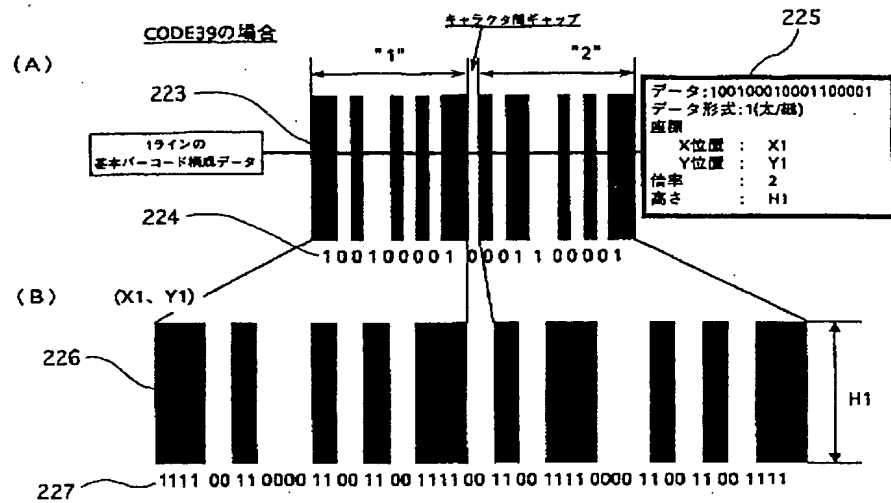 CODE39の場合
キャラクタ間ギャップ
225
(A)
"1"
"2"
223
データ:100100010001100001
データ形式:1(太/細)
座標
X位置 : X1
Y位置 : Y1
倍率 : 2
高さ : H1
1ラインの
基本バーコード構成データ
224
1001000010001100001
(B)
(X1、Y1)
226
H1
227
1111 00 11 0000 11 00 11 00 1111 00 11 00 1111 0000 11 00 11 00 1111